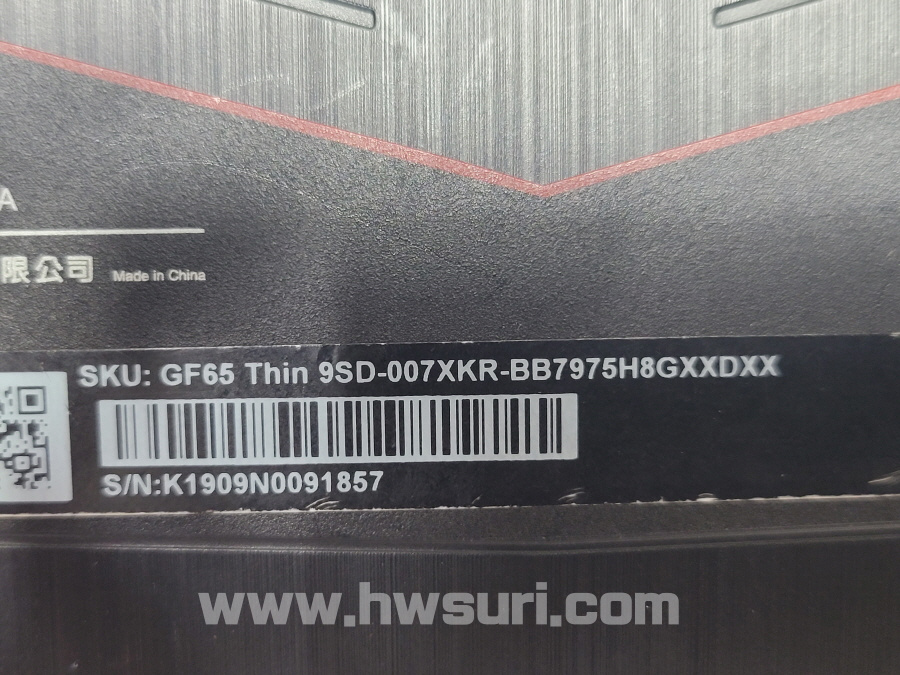 A
限公司 Made in China
SKU: GF65 Thin 9SD-007XKR-BB7975H8GXXDXX
S/N:K1909N0091857
www.hwsuri.com